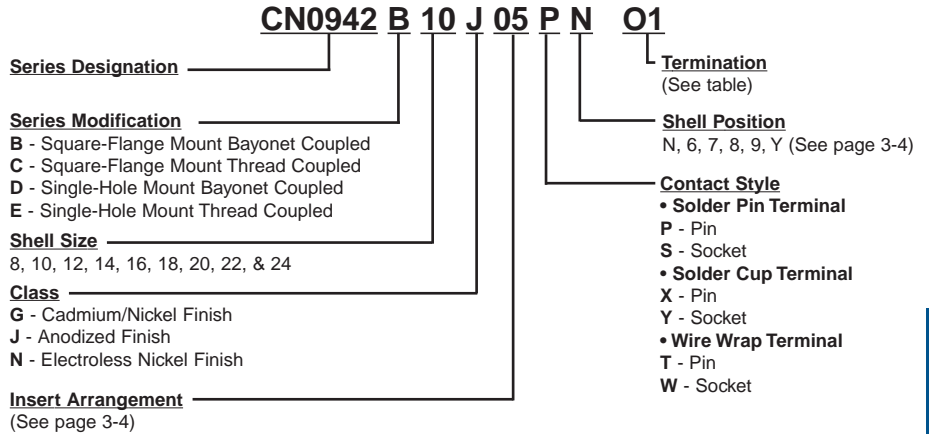 CN0942 B 10 J 05 P N O1
Series Designation
Series Modification
B - Square-Flange Mount Bayonet Coupled
C - Square-Flange Mount Thread Coupled
D - Single-Hole Mount Bayonet Coupled
E - Single-Hole Mount Thread Coupled
Shell Size
8, 10, 12, 14, 16, 18, 20, 22, & 24
Class
G - Cadmium/Nickel Finish
J - Anodized Finish
N - Electroless Nickel Finish
Insert Arrangement
(See page 3-4)
Termination
(See table)
Shell Position
N, 6, 7, 8, 9, Y (See page 3-4)
Contact Style
• Solder Pin Terminal
P - Pin
S - Socket
• Solder Cup Terminal
X - Pin
Y - Socket
• Wire Wrap Terminal
T - Pin
W - Socket